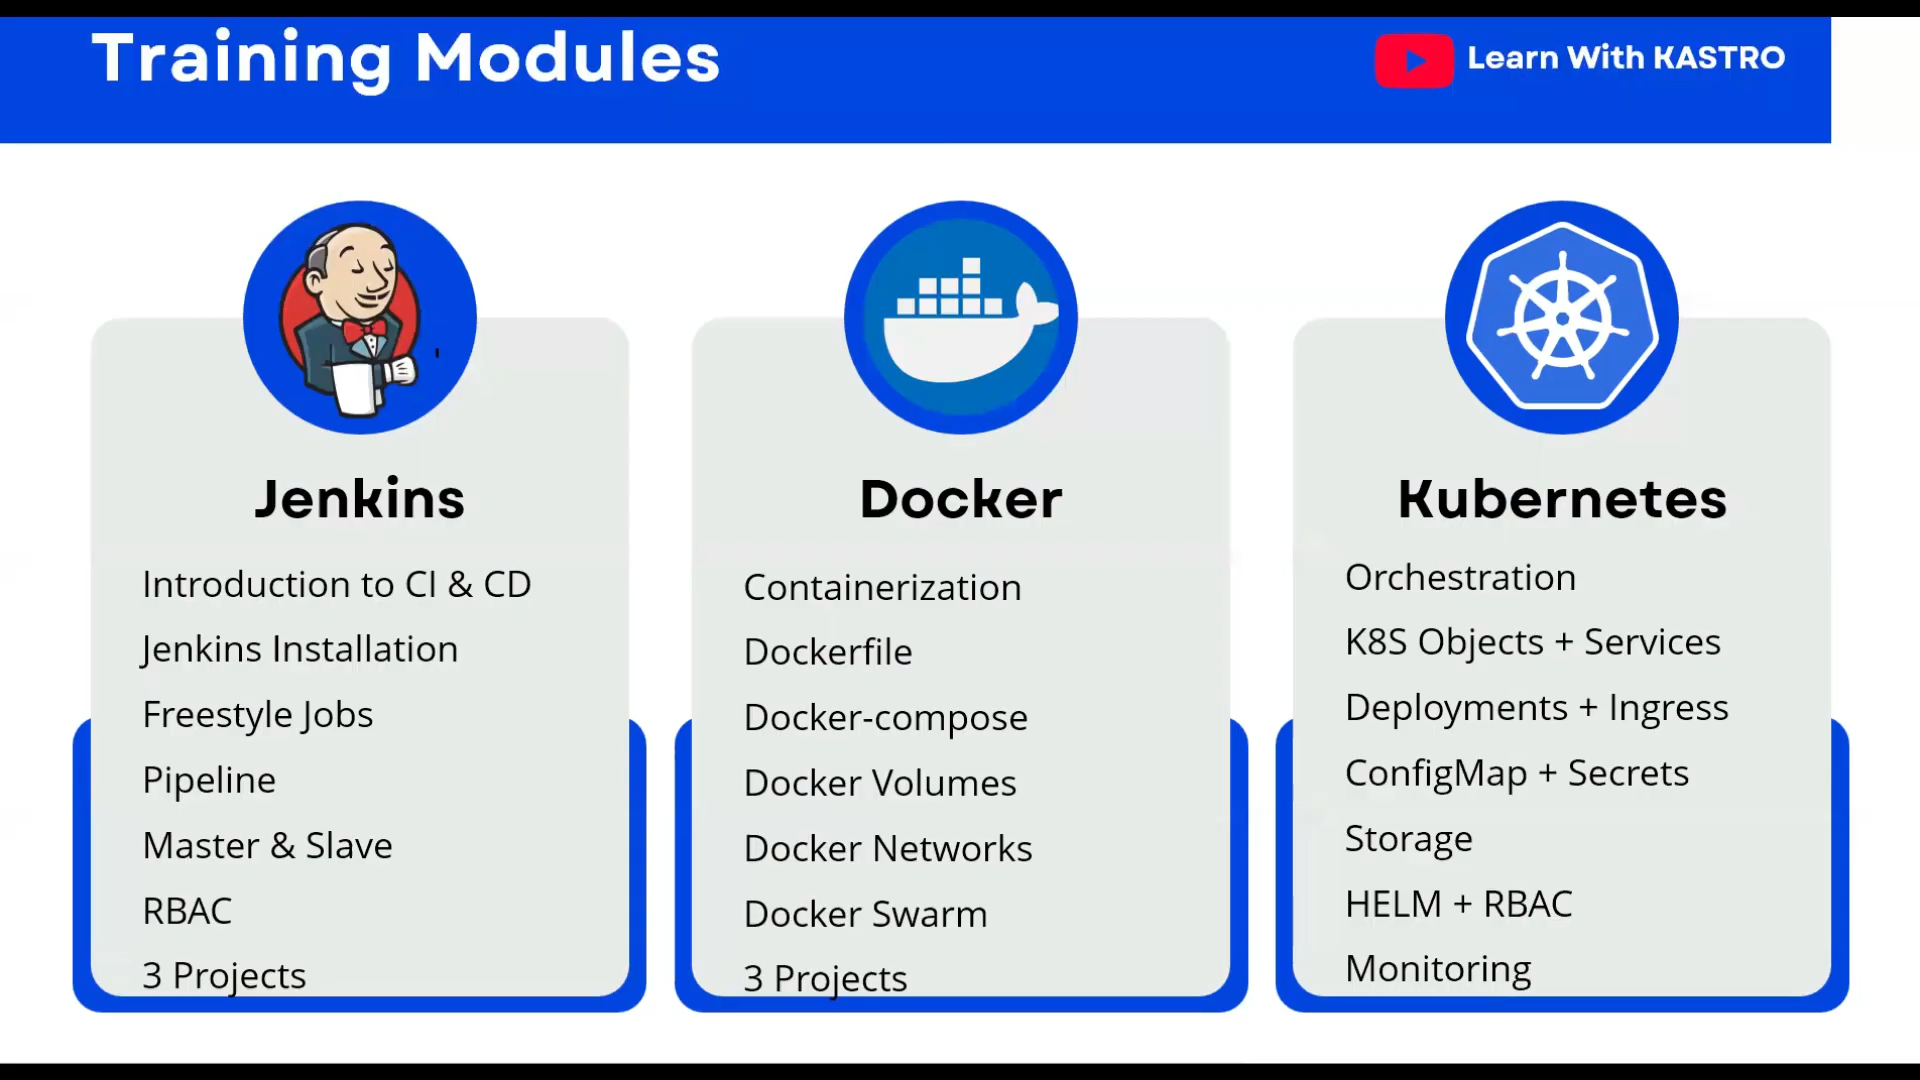 Training Modules
Learn With KASTRO
Jenkins
Introduction to CI & CD
Jenkins Installation
Freestyle Jobs
Pipeline
Master & Slave
RBAC
3 Projects
Docker
Containerization
Dockerfile
Docker-compose
Docker Volumes
Docker Networks
Docker Swarm
3 Projects
Kubernetes
Orchestration
K8S Objects + Services
Deployments + Ingress
ConfigMap + Secrets
Storage
HELM + RBAC
Monitoring